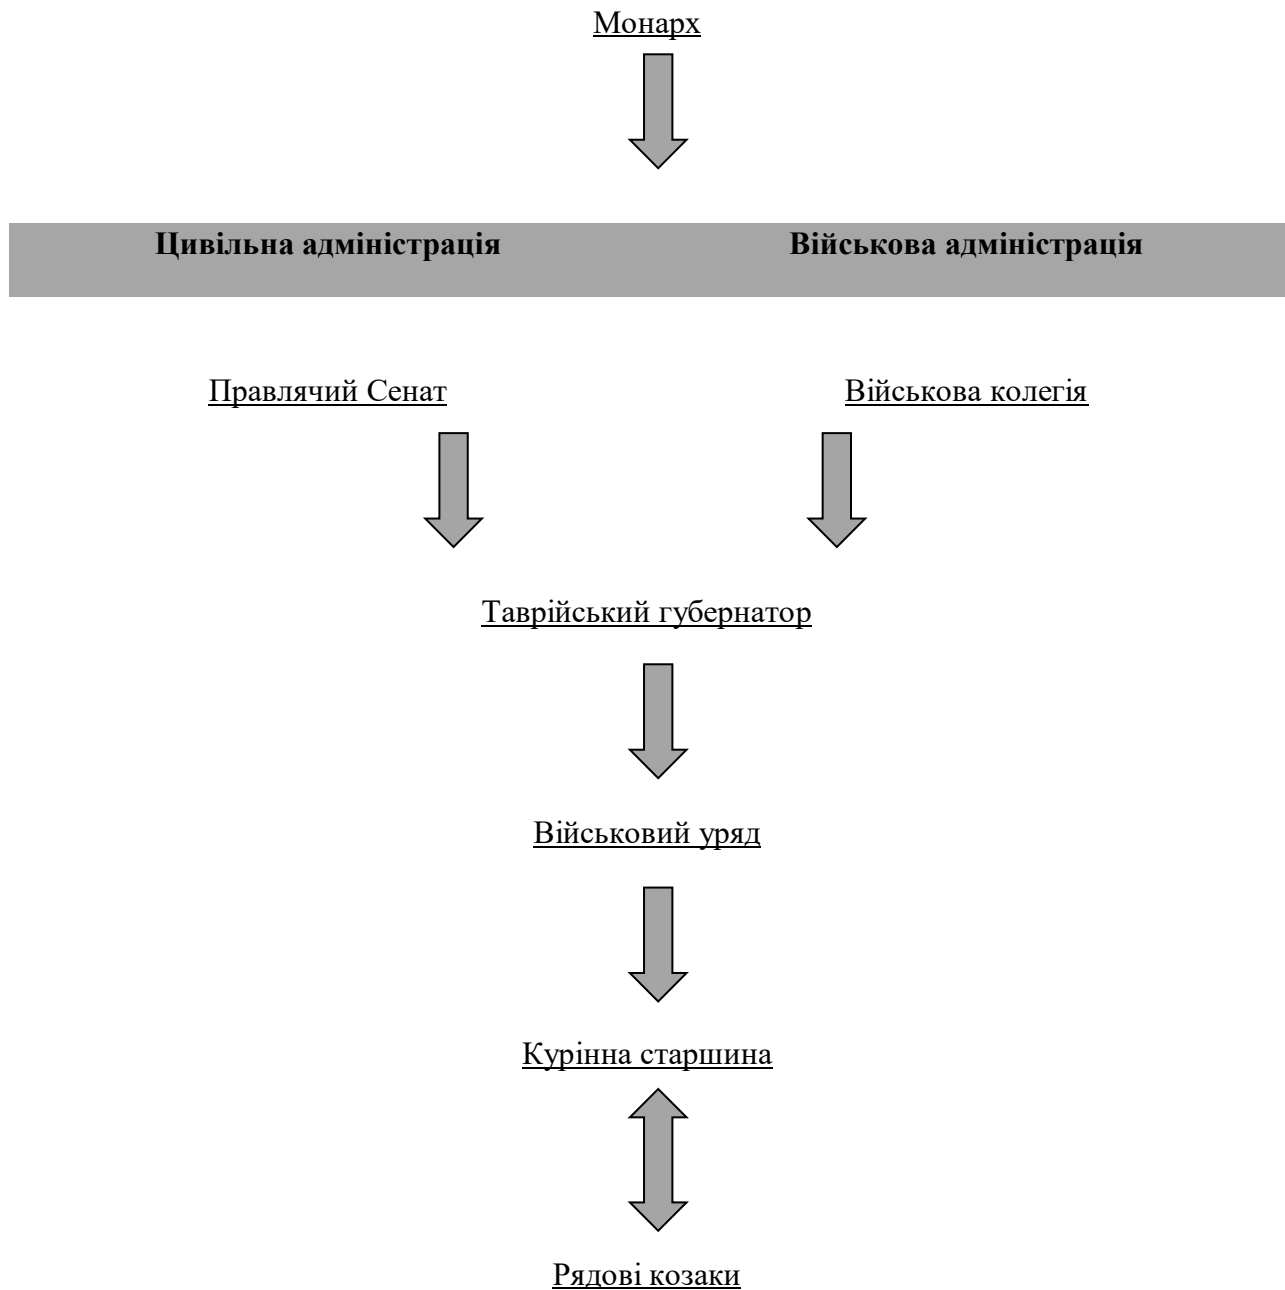 Монарх
Цивільна адміністрація Військова адміністрація
Правлячий Сенат Військова колегія
Таврійський губернатор
Військовий уряд
Курінна старшина
Рядові козаки